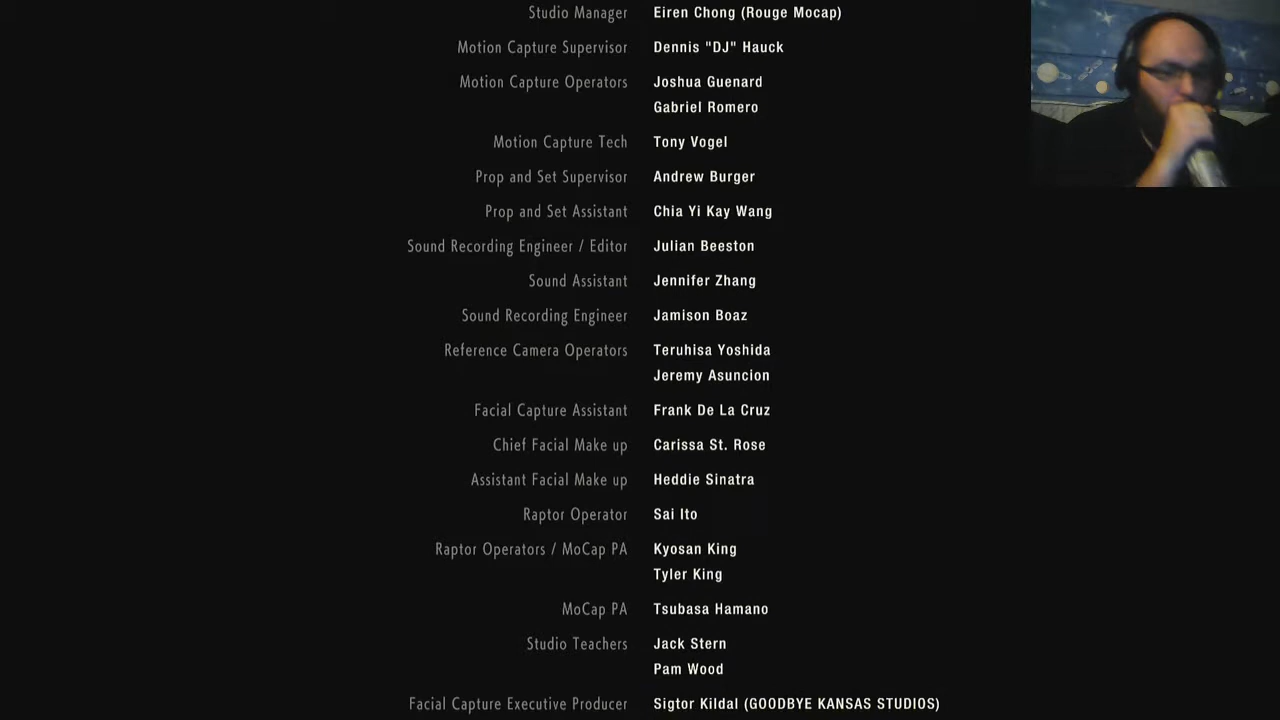 Studio Manager Eiren Chong (Rouge Mocap)
Motion Capture Supervisor Dennis "DJ" Hauck
Motion Capture Operators Joshua Guenard
Gabriel Romero
Motion Capture Tech Tony Vogel
Prop and Set Supervisor Andrew Burger
Prop and Set Assistant Chia Yi Kay Wang
Sound Recording Engineer / Editor Julian Beeston
Sound Assistant Jennifer Zhang
Sound Recording Engineer Jamison Boaz
Reference Camera Operators Teruhisa Yoshida
Jeremy Asuncion
Facial Capture Assistant Frank De La Cruz
Chief Facial Make up Carissa St. Rose
Assistant Facial Make up Heddie Sinatra
Raptor Operator Sai Ito
Raptor Operators / MoCap PA Kyosan King
Tyler King
MoCap PA Tsubasa Hamano
Studio Teachers Jack Stern
Pam Wood
Facial Capture Executive Producer Sigtor Kildal (GOODBYE KANSAS STUDIOS)